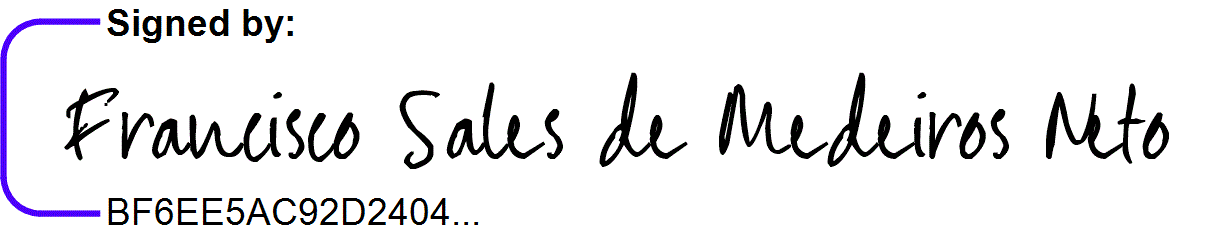 Signed by:
Francisco Sales de Medeiros Neto
BF6EE5AC92D2404...